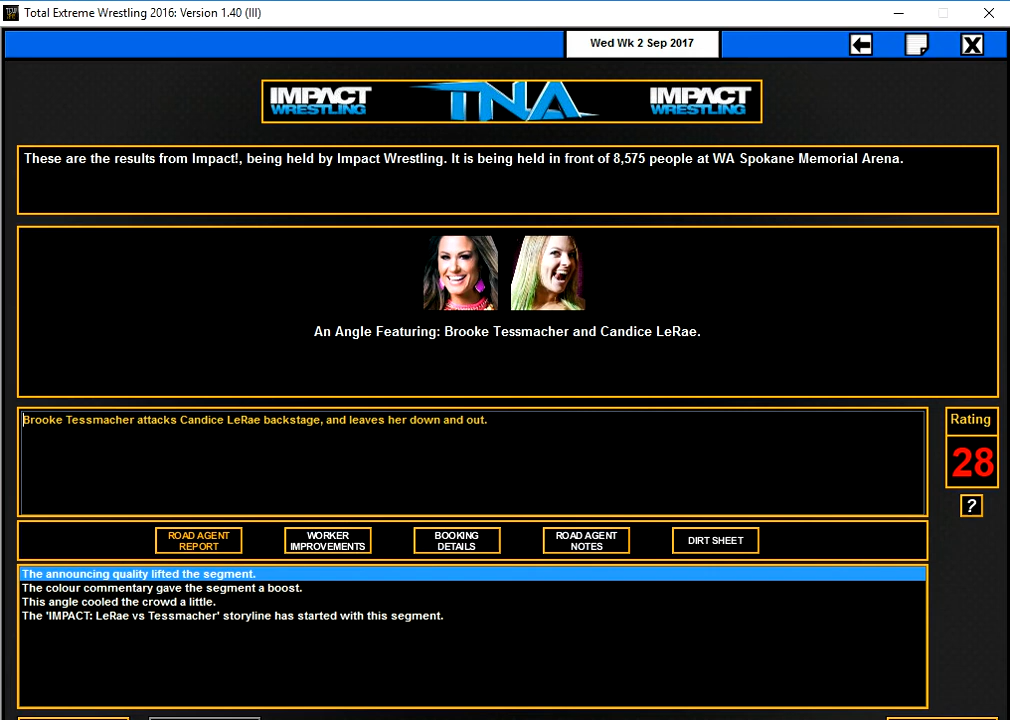 Total Extreme Wrestling 2016: Version 1.40 (III)
Wed Wk 2 Sep 2017
IMPACT WRESTLING TNA IMPACT WRESTLING
These are the results from Impact!, being held by Impact Wrestling. It is being held in front of 8,575 people at WA Spokane Memorial Arena.
An Angle Featuring: Brooke Tessmacher and Candice LeRae.
Brooke Tessmacher attacks Candice LeRae backstage, and leaves her down and out.
Rating
28
?
ROAD AGENT REPORT
WORKER IMPROVEMENTS
BOOKING DETAILS
ROAD AGENT NOTES
DIRT SHEET
The announcing quality lifted the segment.
The colour commentary gave the segment a boost.
This angle cooled the crowd a little.
The 'IMPACT: LeRae vs Tessmacher' storyline has started with this segment.